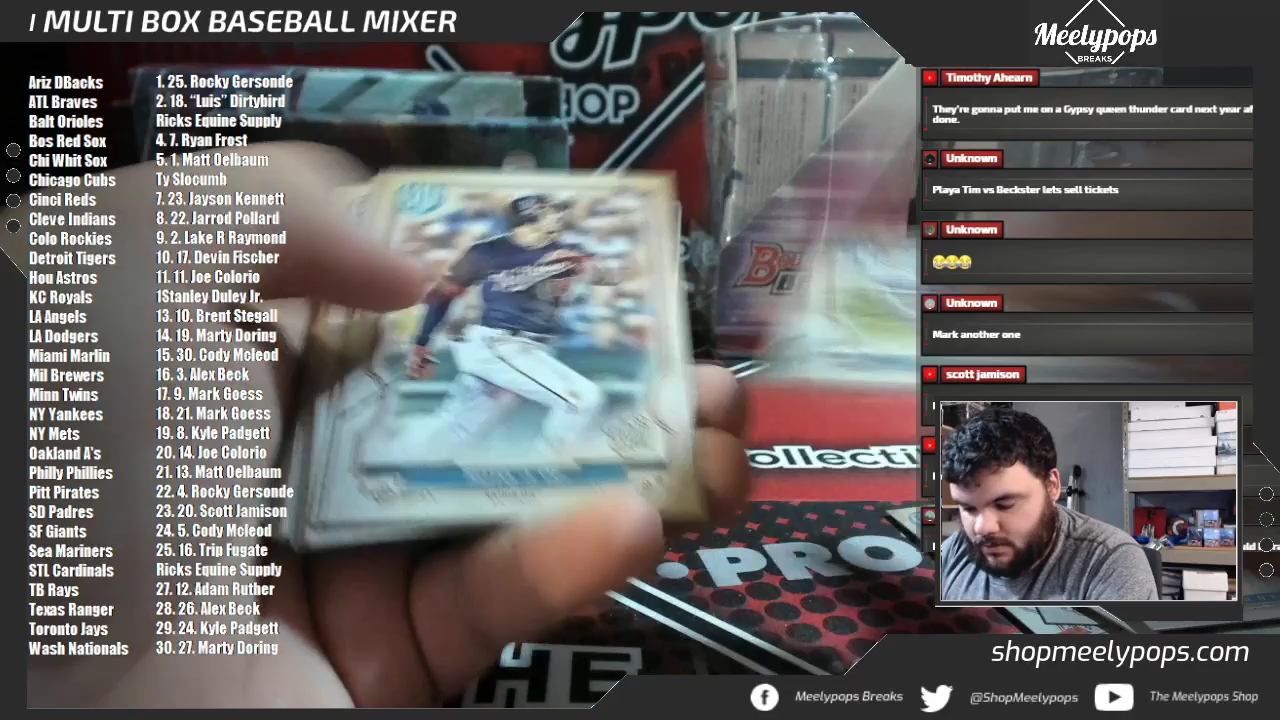 MULTI BOX BASEBALL MIXER
Meelypops
BREAKS
HOP
Ariz DBacks 1. 25. Rocky Gersonde
ATL Braves 2. 18. "Luis" Dirtybird
Balt Orioles Ricks Equine Supply
Bos Red Sox 4. 7. Ryan Frost
Chi Whit Sox 5. 1. Matt Oelbaum
Chicago Cubs Ty Slocumb
Cinci Reds 7. 23. Jayson Kennett
Cleve Indians 8. 22. Jarrod Pollard
Colo Rockies 9. 2. Lake R Raymond
Detroit Tigers 10. 17. Devin Fischer
Hou Astros 11. 11. Joe Colorio
KC Royals 1Stanley Duley Jr.
LA Angels 13. 10. Brent Stegall
LA Dodgers 14. 19. Marty Doring
Miami Marlin 15. 30. Cody Mcleod
Mil Brewers 16. 3. Alex Beck
Minn Twins 17. 9. Mark Goess
NY Yankees 18. 21. Mark Goess
NY Mets 19. 8. Kyle Padgett
Oakland A's 20. 14. Joe Colorio
Philly Phillies 21. 13. Matt Oelbaum
Pitt Pirates 22. 4. Rocky Gersonde
SD Padres 23. 20. Scott Jamison
SF Giants 24. 5. Cody Mcleod
Sea Mariners 25. 16. Trip Fugate
STL Cardinals Ricks Equine Supply
TB Rays 27. 12. Adam Ruther
Texas Ranger 28. 26. Alex Beck
Toronto Jays 29. 24. Kyle Padgett
Wash Nationals 30. 27. Marty Doring
Timothy Ahearn
They're gonna put me on a Gypsy queen thunder card next year af
done.
Unknown
Playa Tim vs Beckster lets sell tickets
Unknown
😂😂😂
Unknown
Mark another one
scott jamison
ollecti
PRO
HE
shopmeelypops.com
Meelypops Breaks
@ShopMeelypops
The Meelypops Shop